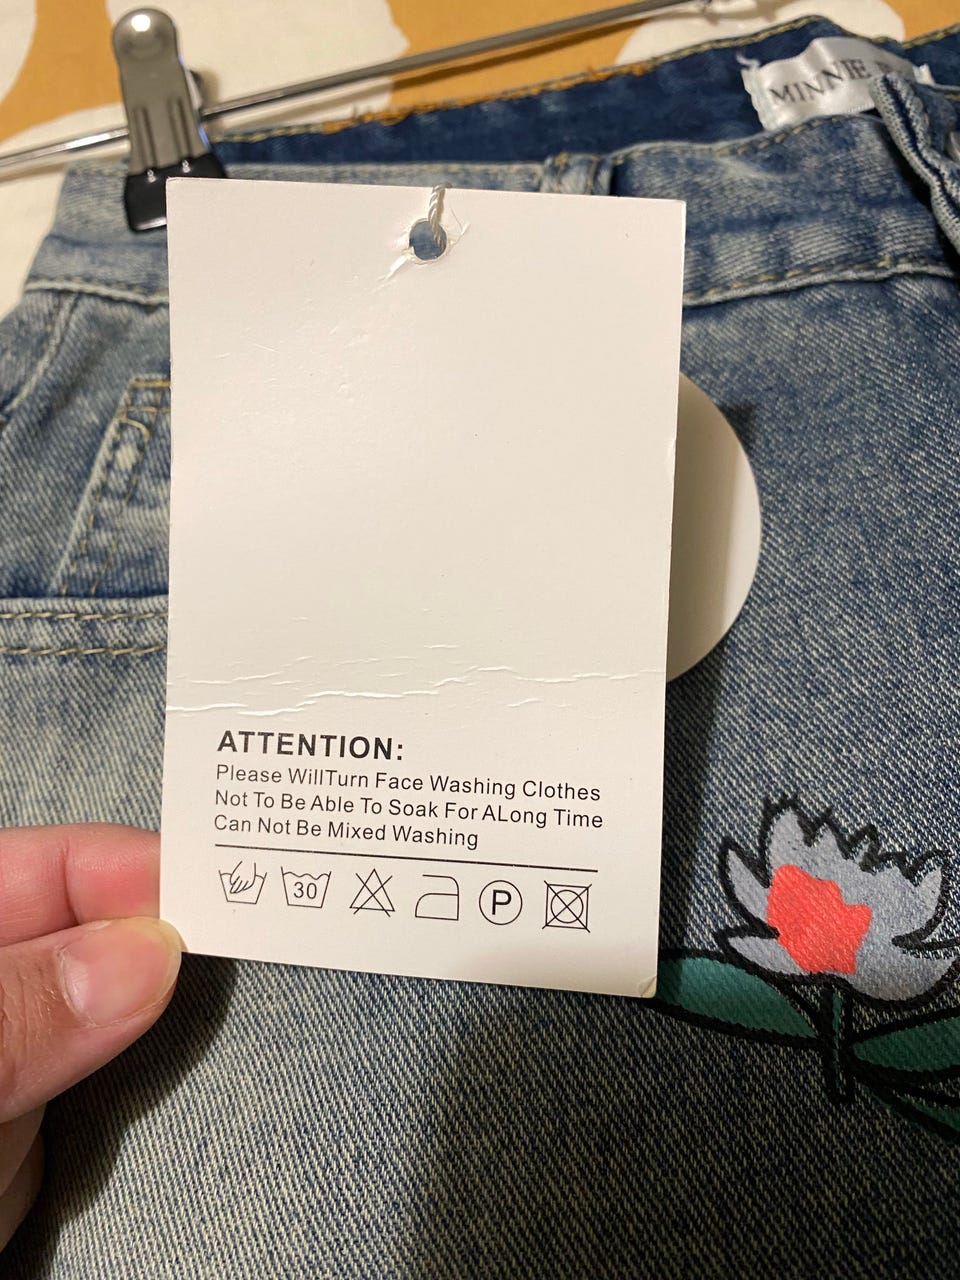 MINNIE
ATTENTION:
Please WillTurn Face Washing Clothes
Not To Be Able To Soak For ALong Time
Can Not Be Mixed Washing
30
P